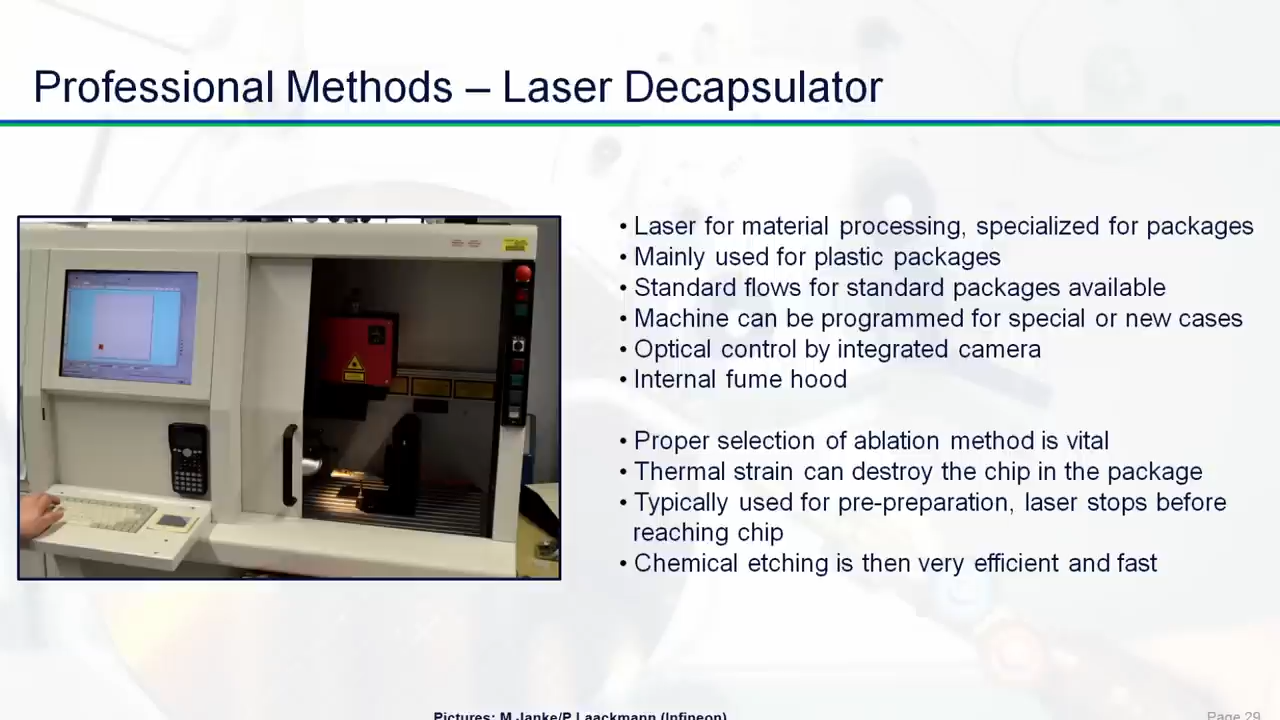 Professional Methods – Laser Decapsulator
• Laser for material processing, specialized for packages
• Mainly used for plastic packages
• Standard flows for standard packages available
• Machine can be programmed for special or new cases
• Optical control by integrated camera
• Internal fume hood
• Proper selection of ablation method is vital
• Thermal strain can destroy the chip in the package
• Typically used for pre-preparation, laser stops before
reaching chip
• Chemical etching is then very efficient and fast
Pictures: M.Janke/P.Laackmann (Infineon)
Page 29